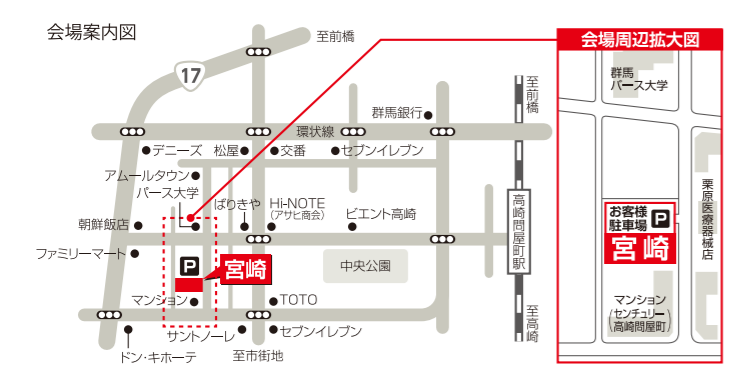 会場案内図
至前橋
17
至前橋
群馬銀行
環状線
デニーズ
松屋
交番
セブンイレブン
アムールタウン
パース大学
ぱりきや
Hi-NOTE
(アサヒ商会)
ビエント高崎
朝鮮飯店
ファミリーマート
P
宮崎
中央公園
高崎問屋町駅
マンション
TOTO
サントノーレ
セブンイレブン
至高崎
ドン・キホーテ
至市街地
会場周辺拡大図
群馬
パース大学
栗原医療器械店
お客様
駐車場
P
宮崎
マンション
(センチュリー
高崎問屋町)